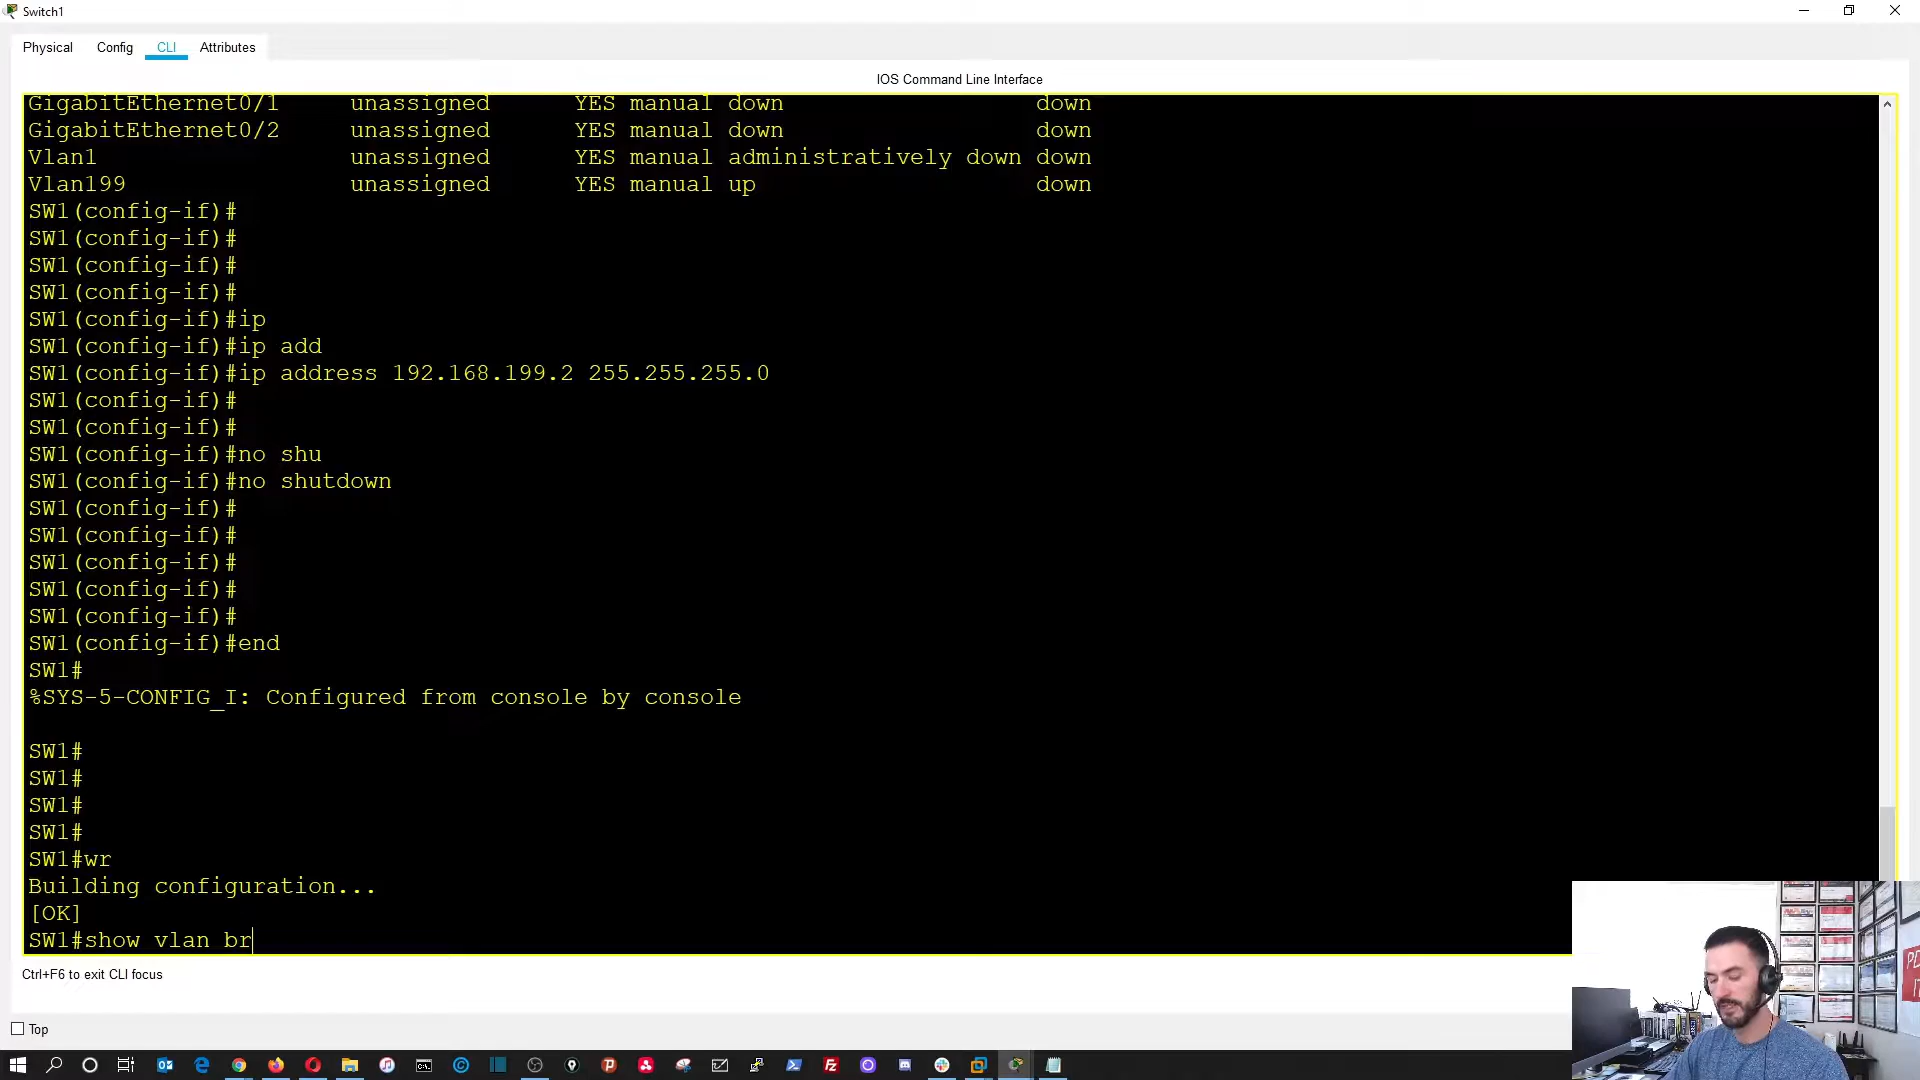 Switch1
Physical Config CLI Attributes
IOS Command Line Interface
GigabitEthernet0/1 unassigned YES manual down down
GigabitEthernet0/2 unassigned YES manual down down
Vlan1 unassigned YES manual administratively down down
Vlan199 unassigned YES manual up down
SW1(config-if)#
SW1(config-if)#
SW1(config-if)#
SW1(config-if)#
SW1(config-if)#ip
SW1(config-if)#ip add
SW1(config-if)#ip address 192.168.199.2 255.255.255.0
SW1(config-if)#
SW1(config-if)#
SW1(config-if)#no shu
SW1(config-if)#no shutdown
SW1(config-if)#
SW1(config-if)#
SW1(config-if)#
SW1(config-if)#
SW1(config-if)#
SW1(config-if)#end
SW1#
%SYS-5-CONFIG_I: Configured from console by console
SW1#
SW1#
SW1#
SW1#
SW1#wr
Building configuration...
[OK]
SW1#show vlan br
Ctrl+F6 to exit CLI focus
Top